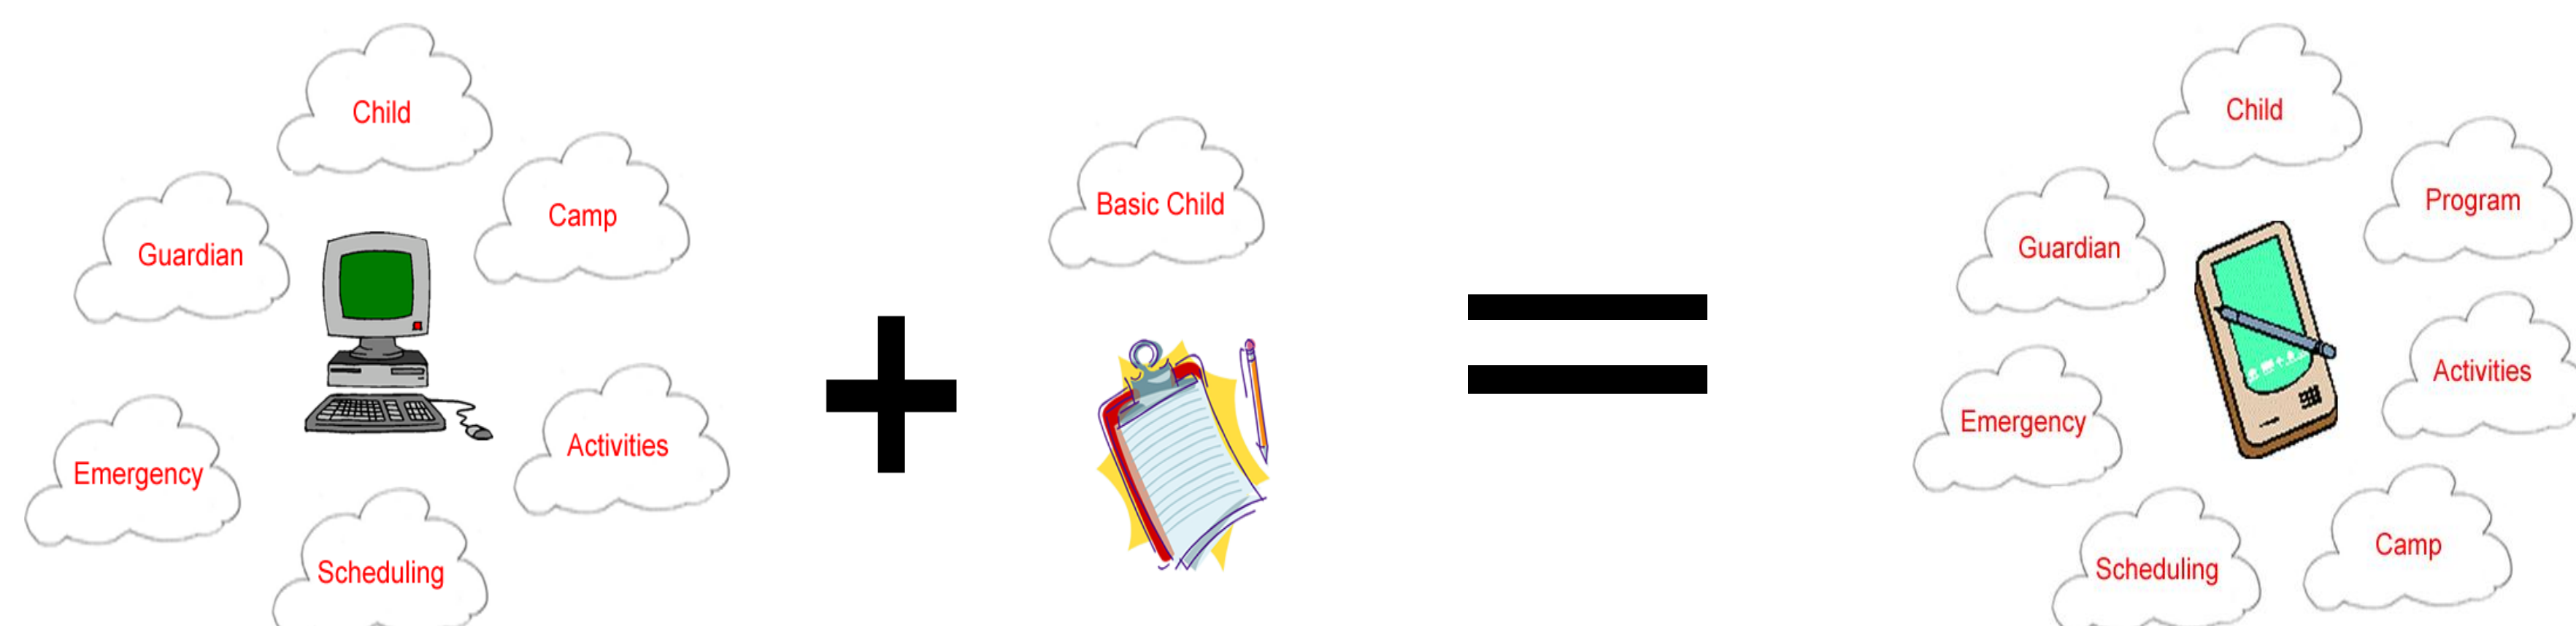 Child
Camp
Guardian
Emergency
Activities
Scheduling
Basic Child
Child
Program
Guardian
Activities
Emergency
Camp
Scheduling